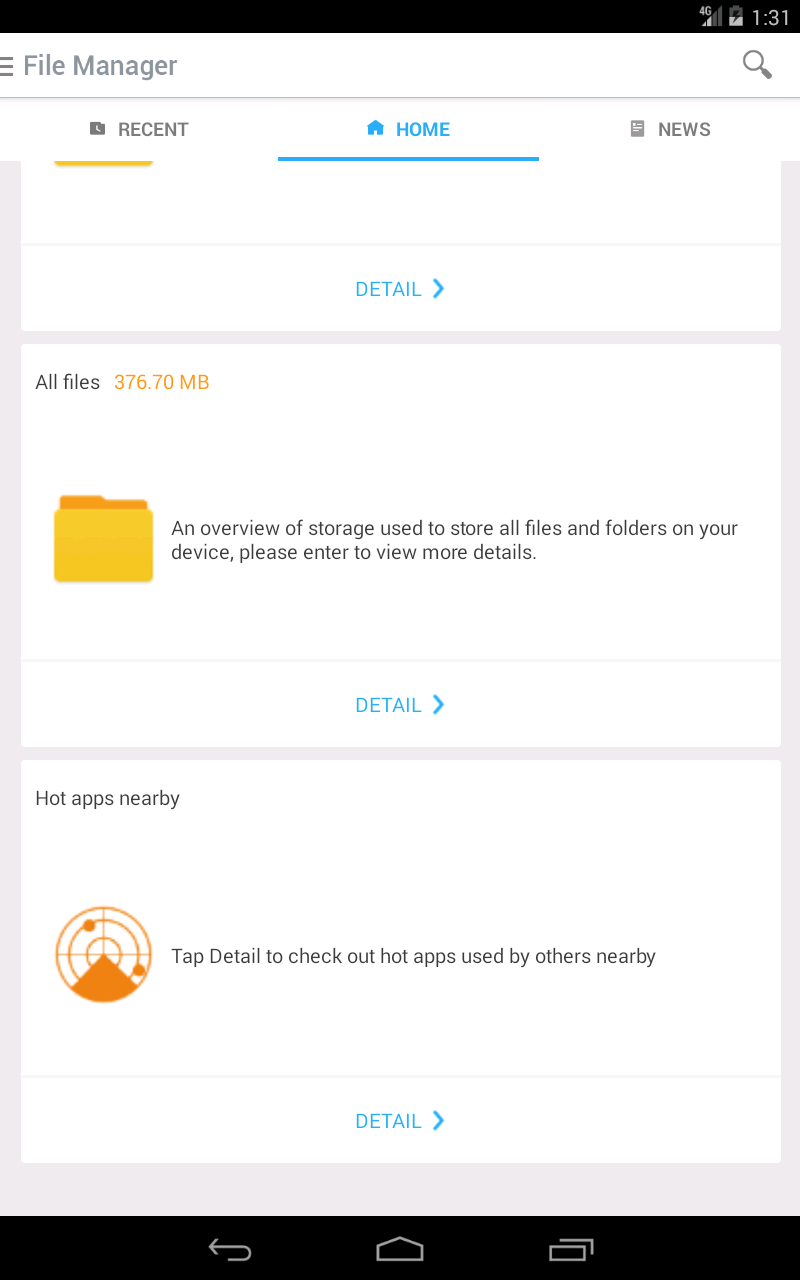 4G 1:31
File Manager
RECENT HOME NEWS
DETAIL
All files 376.70 MB
An overview of storage used to store all files and folders on your
device, please enter to view more details.
DETAIL
Hot apps nearby
Tap Detail to check out hot apps used by others nearby
DETAIL